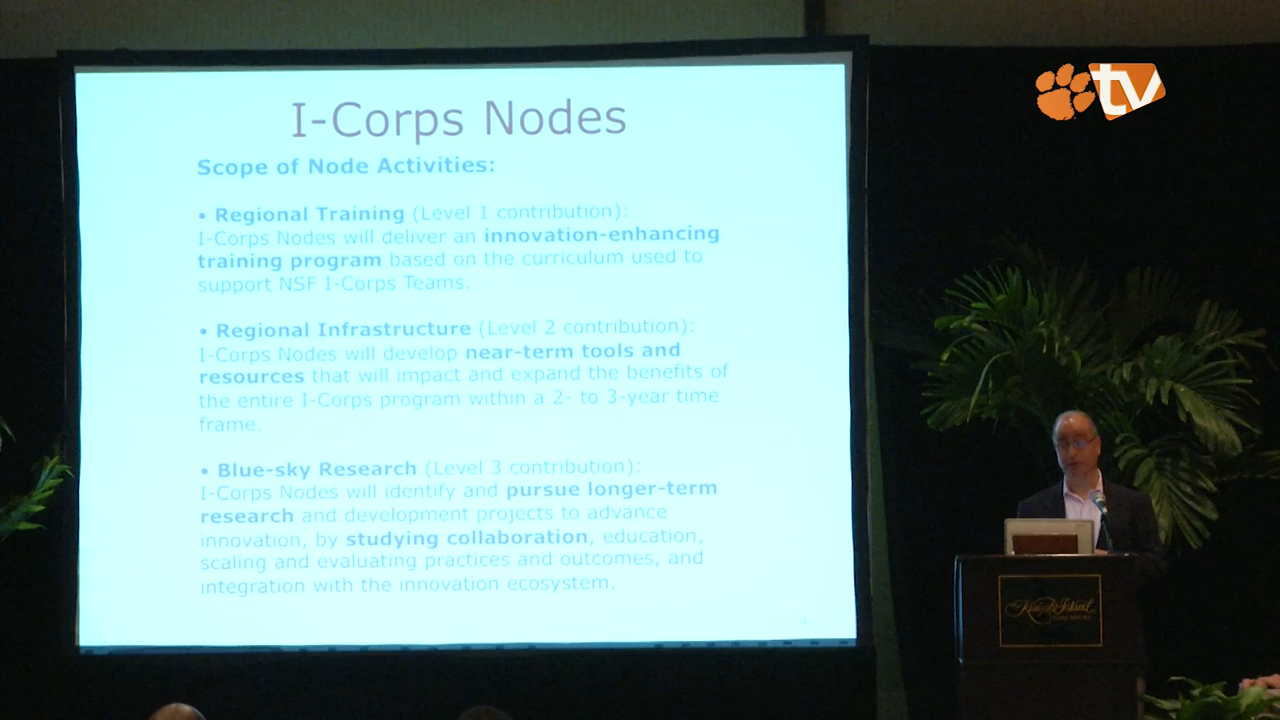 I-Corps Nodes
Scope of Node Activities:
• Regional Training (Level 1 contribution):
I-Corps Nodes will deliver an innovation-enhancing
training program based on the curriculum used to
support NSF I-Corps Teams.
• Regional Infrastructure (Level 2 contribution):
I-Corps Nodes will develop near-term tools and
resources that will impact and expand the benefits of
the entire I-Corps program within a 2- to 3-year time
frame.
• Blue-sky Research (Level 3 contribution):
I-Corps Nodes will identify and pursue longer-term
research and development projects to advance
innovation, by studying collaboration, education,
scaling and evaluating practices and outcomes, and
integration with the innovation ecosystem.
tv
Kiawah Island